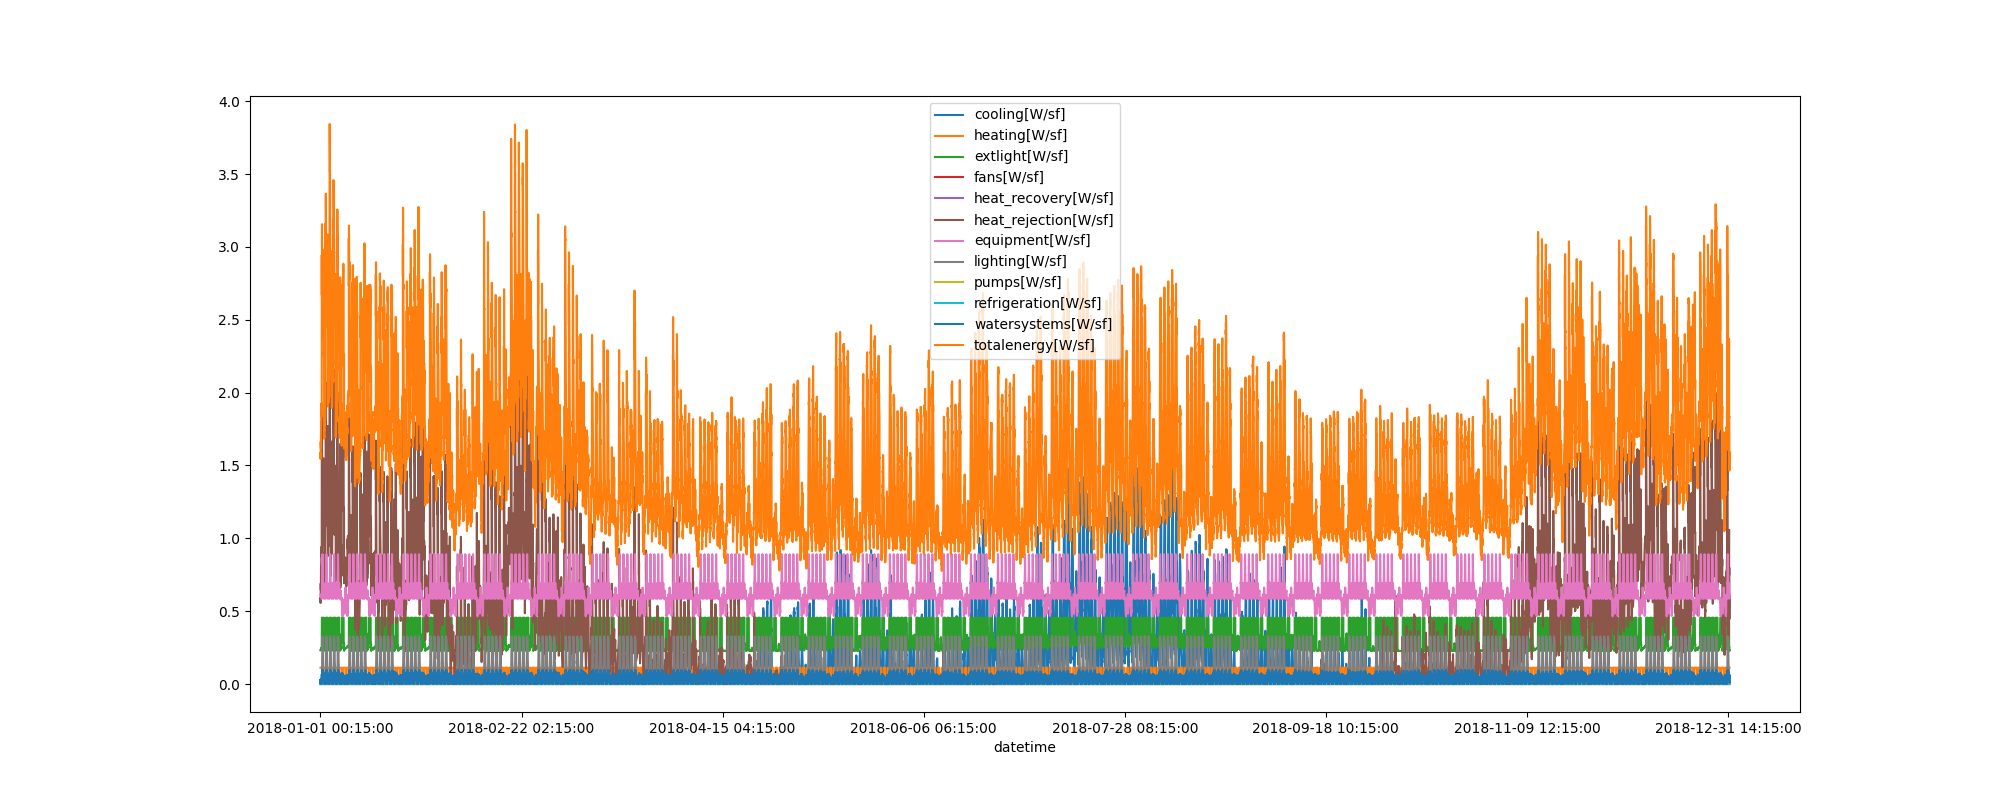 4.0
3.5
3.0
2.5
2.0
1.5
1.0
0.5
0.0
cooling[W/sf]
heating[W/sf]
extlight[W/sf]
fans[W/sf]
heat_recovery[W/sf]
heat_rejection[W/sf]
equipment[W/sf]
lighting[W/sf]
pumps[W/sf]
refrigeration[W/sf]
watersystems[W/sf]
totalenergy[W/sf]
2018-01-01 00:15:00 2018-02-22 02:15:00 2018-04-15 04:15:00 2018-06-06 06:15:00 2018-07-28 08:15:00 2018-09-18 10:15:00 2018-11-09 12:15:00 2018-12-31 14:15:00
datetime